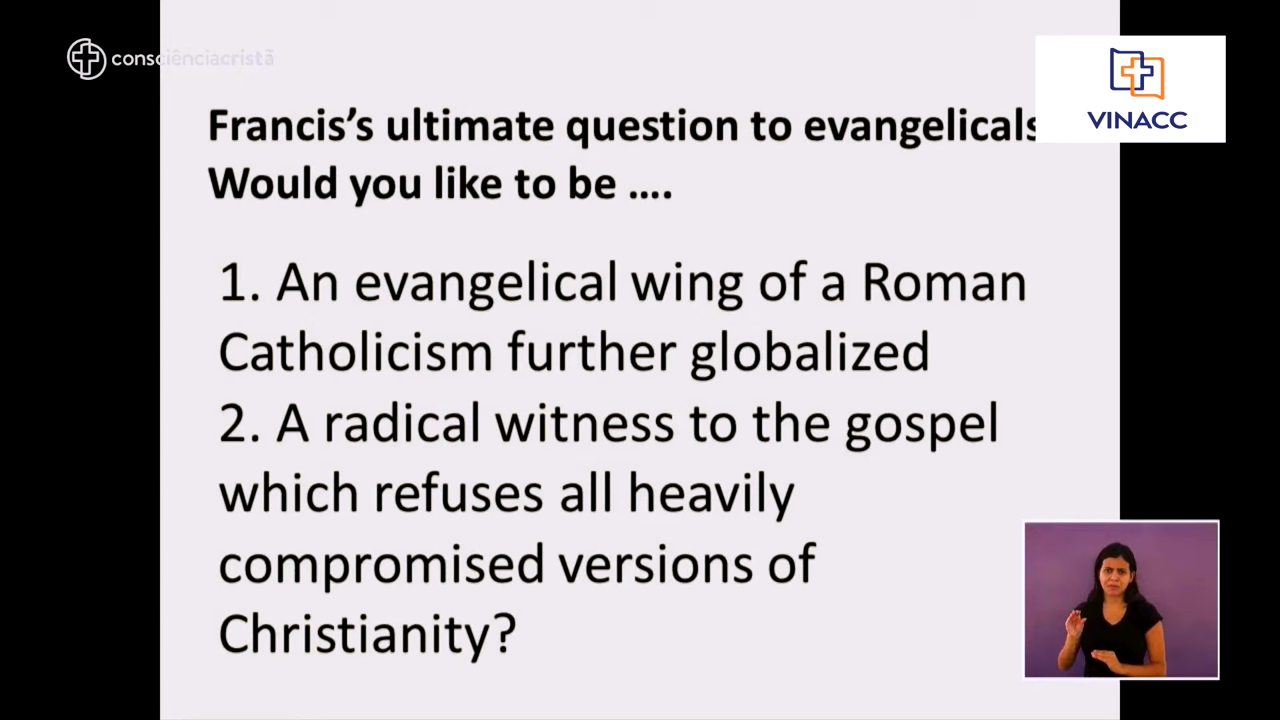 consciênciacristã
VINACC
Francis’s ultimate question to evangelicals
Would you like to be ....
1. An evangelical wing of a Roman
Catholicism further globalized
2. A radical witness to the gospel
which refuses all heavily
compromised versions of
Christianity?